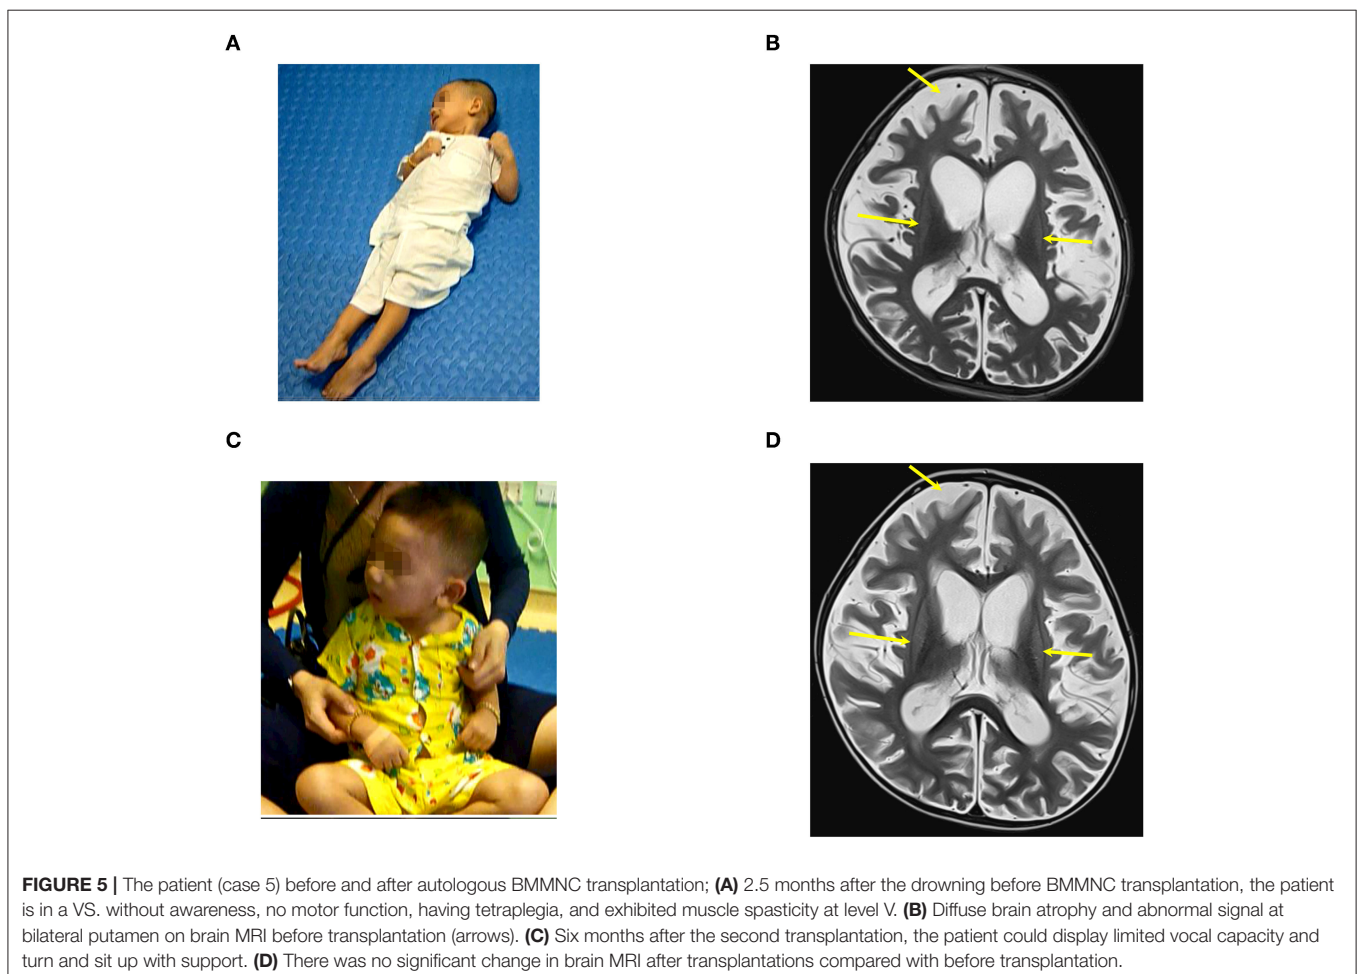 A
B
C
D
FIGURE 5 | The patient (case 5) before and after autologous BMMNC transplantation; (A) 2.5 months after the drowning before BMMNC transplantation, the patient
is in a VS. without awareness, no motor function, having tetraplegia, and exhibited muscle spasticity at level V. (B) Diffuse brain atrophy and abnormal signal at
bilateral putamen on brain MRI before transplantation (arrows). (C) Six months after the second transplantation, the patient could display limited vocal capacity and
turn and sit up with support. (D) There was no significant change in brain MRI after transplantations compared with before transplantation.